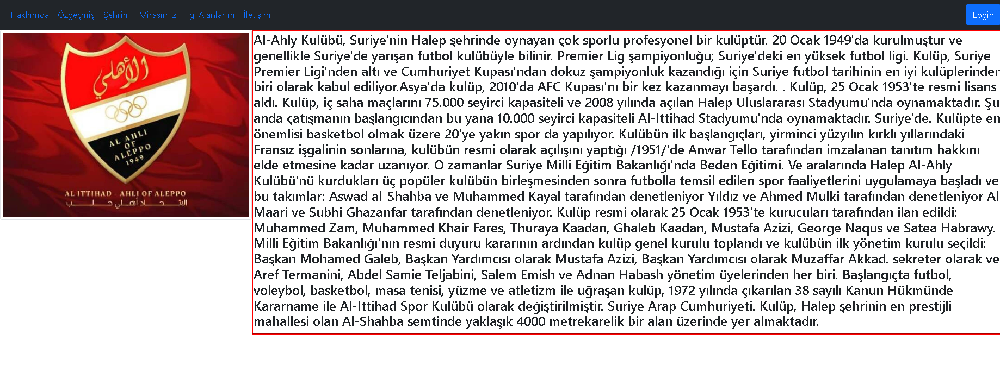 Hakkımda Özgeçmiş Şehrim Mirasımız İlgi Alanlarım İletişim Login
الأهلي
AL AHLI
OF
ALEPPO
1949
AL ITTIHAD - AHLI OF ALEPPO
الاتــحــاد أهـلـي حـلـب
Al-Ahly Kulübü, Suriye'nin Halep şehrinde oynayan çok sporlu profesyonel bir kulüptür. 20 Ocak 1949'da kurulmuştur ve
genellikle Suriye'de yarışan futbol kulübüyle bilinir. Premier Lig şampiyonluğu; Suriye'deki en yüksek futbol ligi. Kulüp, Suriye
Premier Ligi'nden altı ve Cumhuriyet Kupası'ndan dokuz şampiyonluk kazandığı için Suriye futbol tarihinin en iyi kulüplerinden
biri olarak kabul ediliyor.Asya'da kulüp, 2010'da AFC Kupası'nı bir kez kazanmayı başardı. . Kulüp, 25 Ocak 1953'te resmi lisans
aldı. Kulüp, iç saha maçlarını 75.000 seyirci kapasiteli ve 2008 yılında açılan Halep Uluslararası Stadyumu'nda oynamaktadır. Şu
anda çatışmanın başlangıcından bu yana 10.000 seyirci kapasiteli Al-Ittihad Stadyumu'nda oynamaktadır. Suriye'de. Kulüpte en
önemlisi basketbol olmak üzere 20'ye yakın spor da yapılıyor. Kulübün ilk başlangıçları, yirminci yüzyılın kırklı yıllarındaki
Fransız işgalinin sonlarına, kulübün resmi olarak açılışını yaptığı /1951/'de Anwar Tello tarafından imzalanan tanıtım hakkını
elde etmesine kadar uzanıyor. O zamanlar Suriye Milli Eğitim Bakanlığı'nda Beden Eğitimi. Ve aralarında Halep Al-Ahly
Kulübü'nü kurdukları üç popüler kulübün birleşmesinden sonra futbolla temsil edilen spor faaliyetlerini uygulamaya başladı ve
bu takımlar: Aswad al-Shahba ve Muhammed Kayal tarafından denetleniyor Yıldız ve Ahmed Mulki tarafından denetleniyor Al
Maari ve Subhi Ghazanfar tarafından denetleniyor. Kulüp resmi olarak 25 Ocak 1953'te kurucuları tarafından ilan edildi:
Muhammed Zam, Muhammed Khair Fares, Thuraya Kaadan, Ghaleb Kaadan, Mustafa Azizi, George Naqus ve Satea Habrawy.
Milli Eğitim Bakanlığı'nın resmi duyuru kararının ardından kulüp genel kurulu toplandı ve kulübün ilk yönetim kurulu seçildi:
Başkan Mohamed Galeb, Başkan Yardımcısı olarak Mustafa Azizi, Başkan Yardımcısı olarak Muzaffar Akkad. sekreter olarak ve
Aref Termanini, Abdel Samie Teljabini, Salem Emish ve Adnan Habash yönetim üyelerinden her biri. Başlangıçta futbol,
voleybol, basketbol, masa tenisi, yüzme ve atletizm ile uğraşan kulüp, 1972 yılında çıkarılan 38 sayılı Kanun Hükmünde
Kararname ile Al-Ittihad Spor Kulübü olarak değiştirilmiştir. Suriye Arap Cumhuriyeti. Kulüp, Halep şehrinin en prestijli
mahallesi olan Al-Shahba semtinde yaklaşık 4000 metrekarelik bir alan üzerinde yer almaktadır.